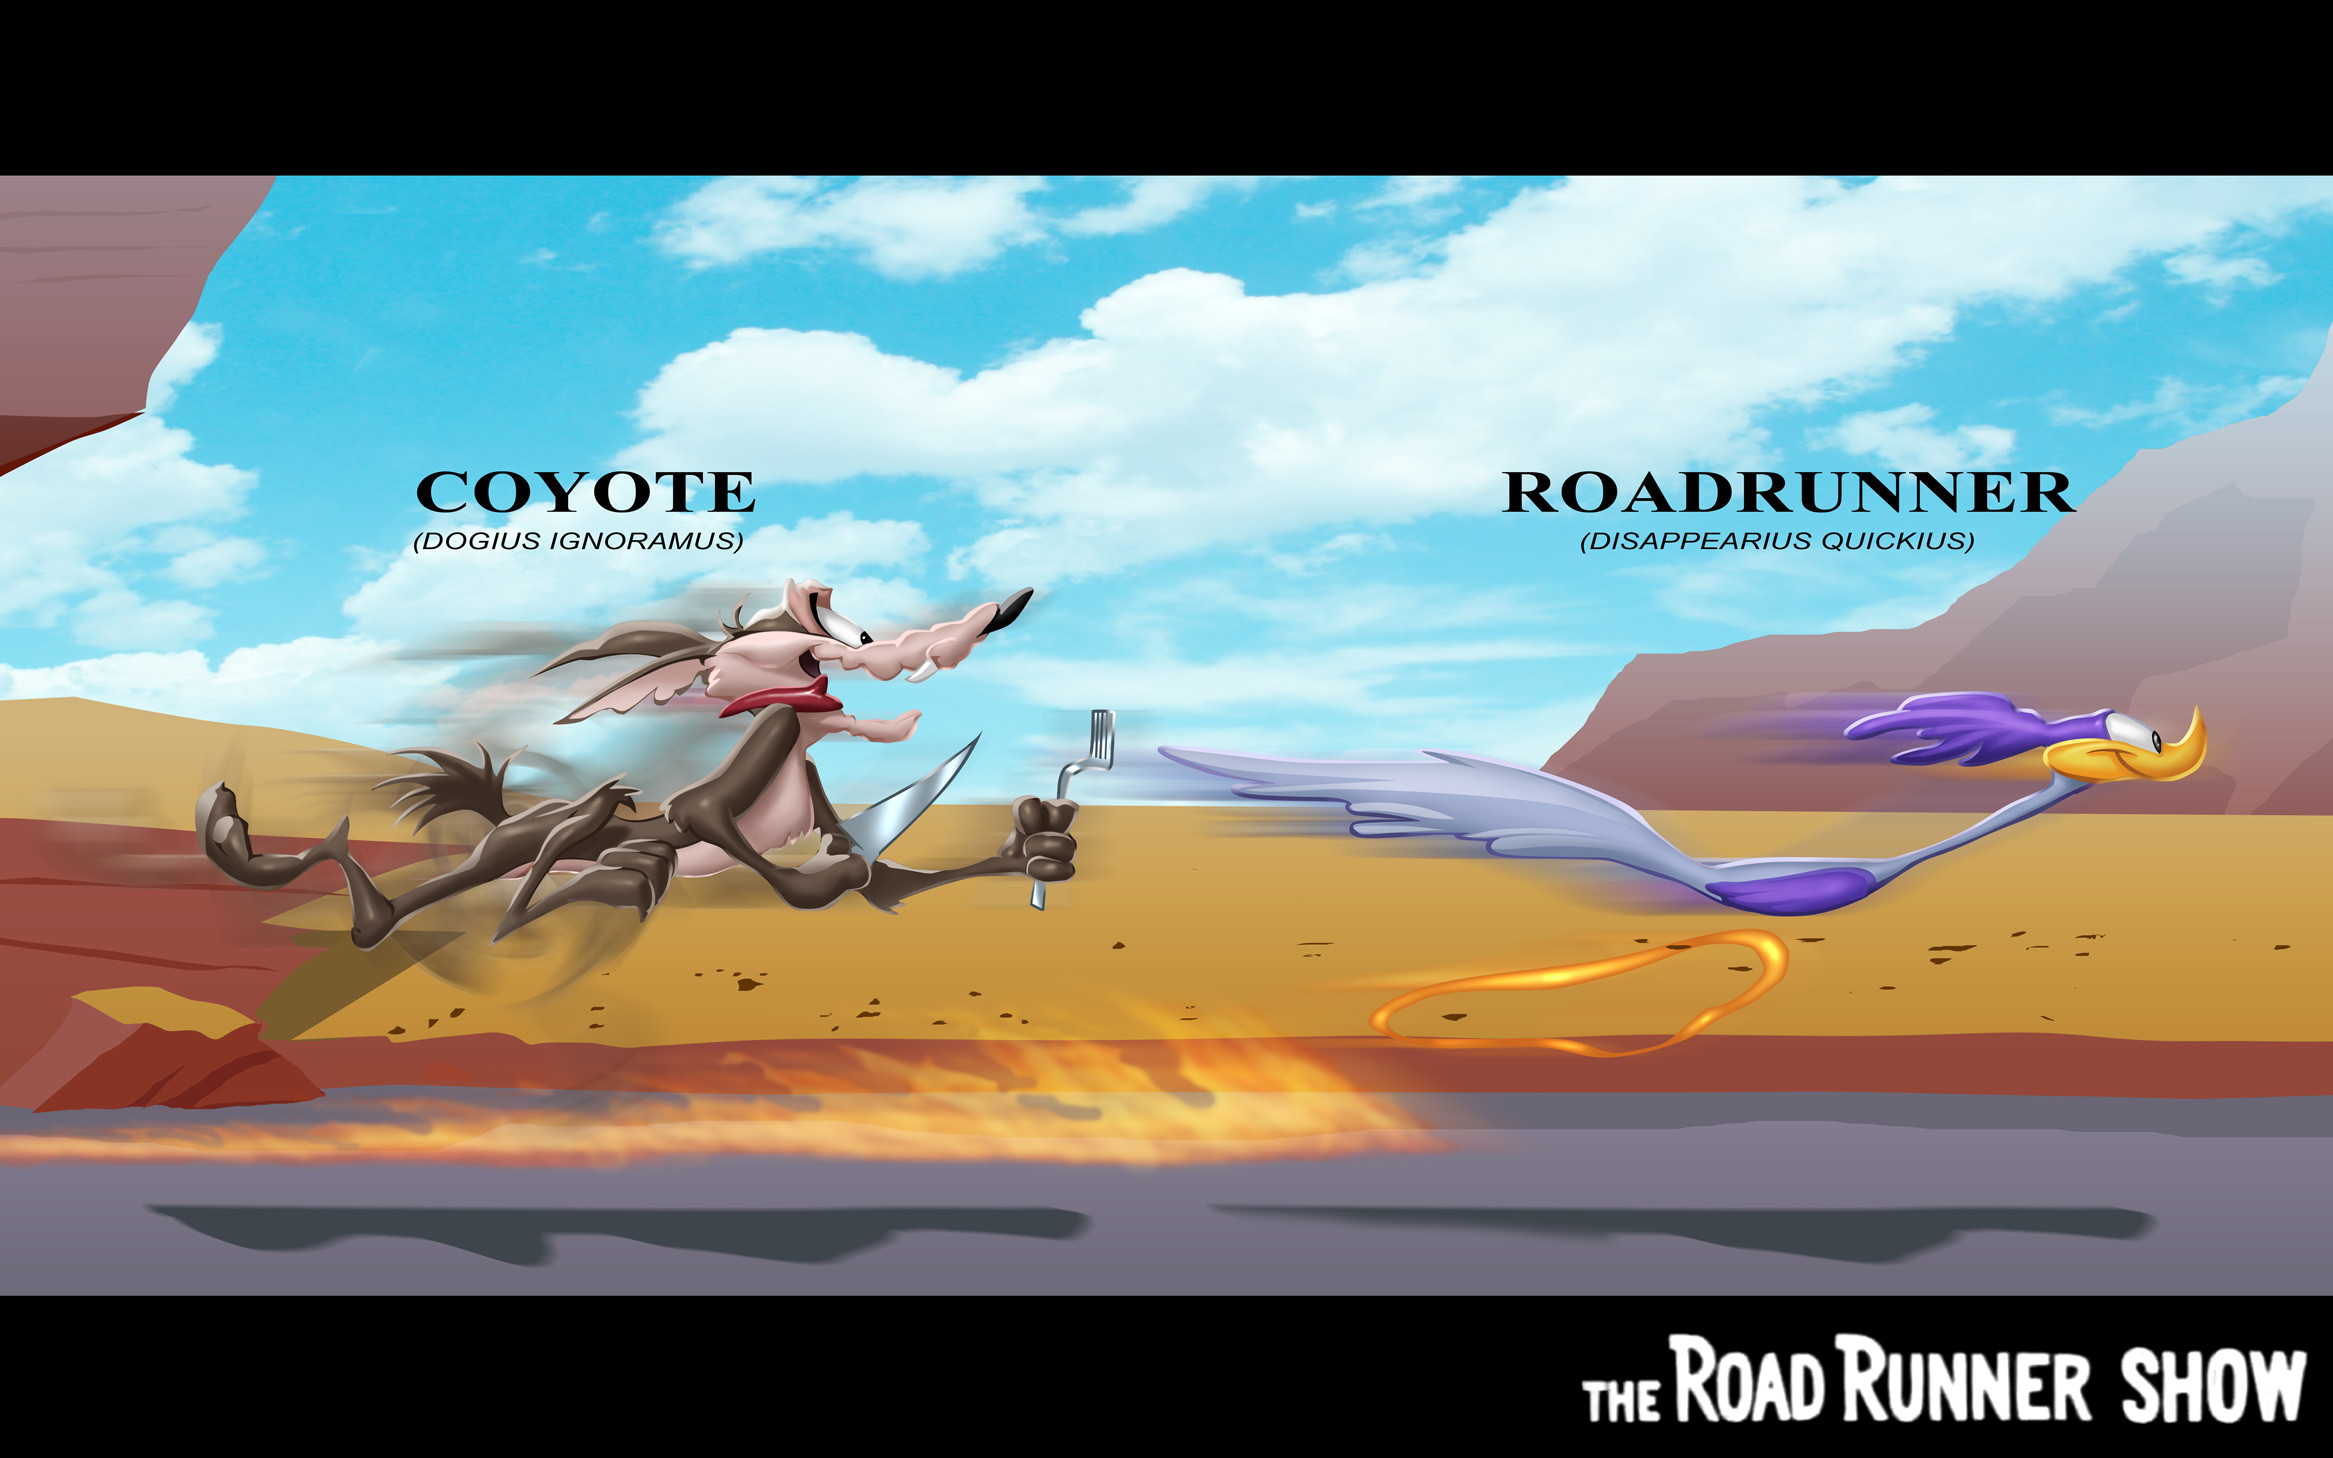 COYOTE
(DOGIUS IGNORAMUS)
ROADRUNNER
(DISAPPEARIUS QUICKIUS)
THE ROAD RUNNER SHOW